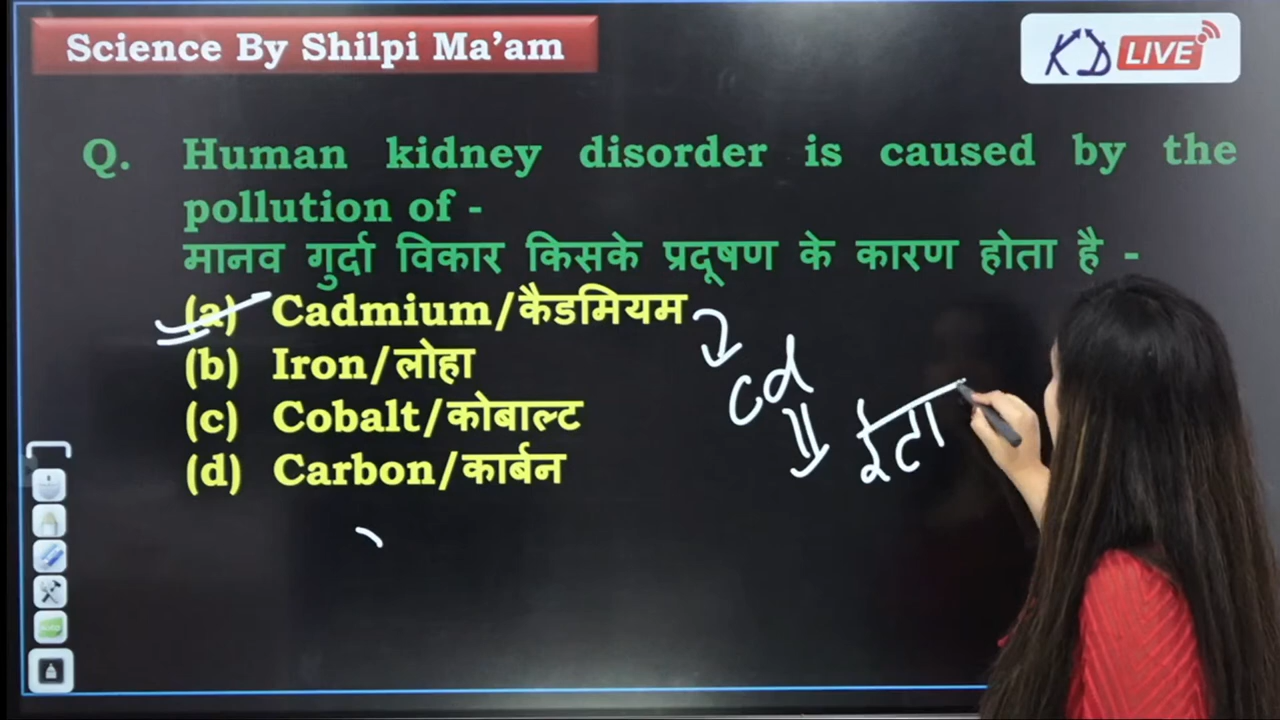 Science By Shilpi Ma’am
KD LIVE
Q. Human kidney disorder is caused by the
pollution of -
मानव गुर्दा विकार किसके प्रदूषण के कारण होता है -
(a) Cadmium/कैडमियम
(b) Iron/लोहा
(c) Cobalt/कोबाल्ट
(d) Carbon/कार्बन
Cd
ईटा